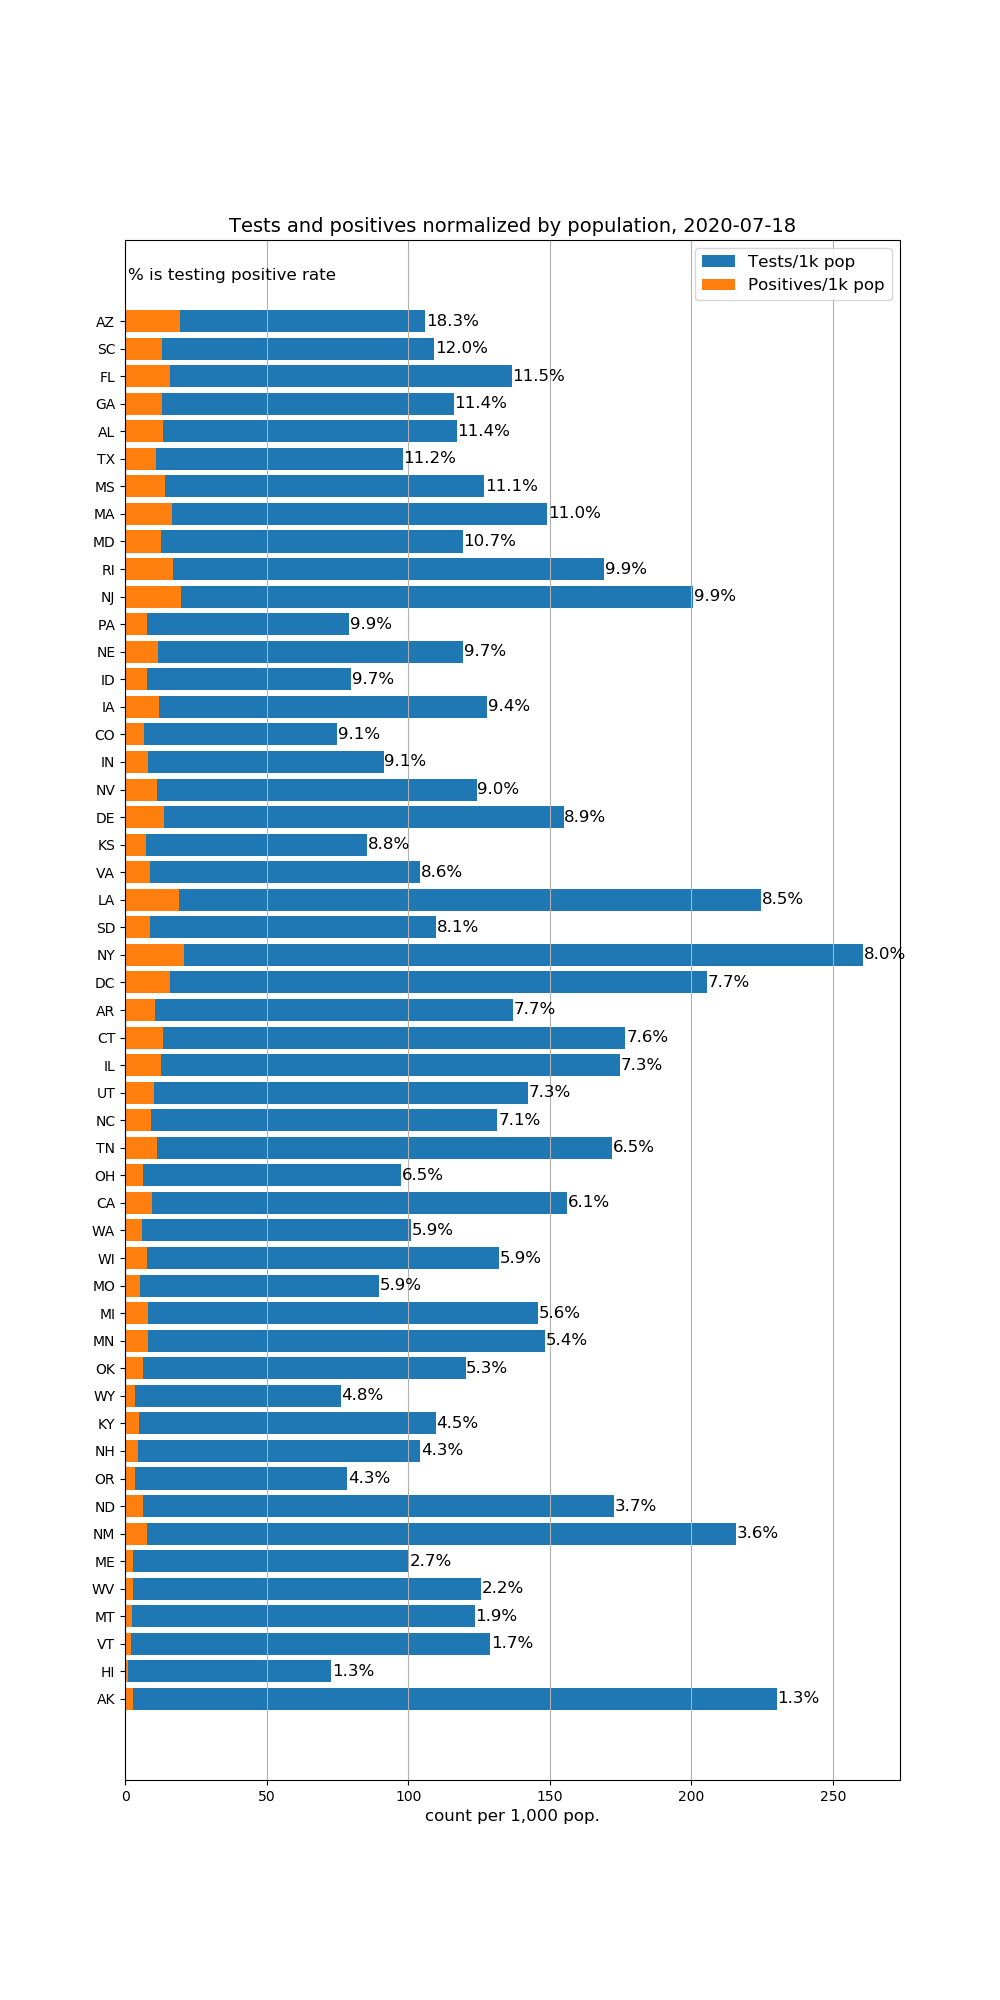 Tests and positives normalized by population, 2020-07-18
% is testing positive rate
Tests/1k pop
Positives/1k pop
AZ 18.3%
SC 12.0%
FL 11.5%
GA 11.4%
AL 11.4%
TX 11.2%
MS 11.1%
MA 11.0%
MD 10.7%
RI 9.9%
NJ 9.9%
PA 9.9%
NE 9.7%
ID 9.7%
IA 9.4%
CO 9.1%
IN 9.1%
NV 9.0%
DE 8.9%
KS 8.8%
VA 8.6%
LA 8.5%
SD 8.1%
NY 8.0%
DC 7.7%
AR 7.7%
CT 7.6%
IL 7.3%
UT 7.3%
NC 7.1%
TN 6.5%
OH 6.5%
CA 6.1%
WA 5.9%
WI 5.9%
MO 5.9%
MI 5.6%
MN 5.4%
OK 5.3%
WY 4.8%
KY 4.5%
NH 4.3%
OR 4.3%
ND 3.7%
NM 3.6%
ME 2.7%
WV 2.2%
MT 1.9%
VT 1.7%
HI 1.3%
AK 1.3%
0 50 100 150 200 250
count per 1,000 pop.